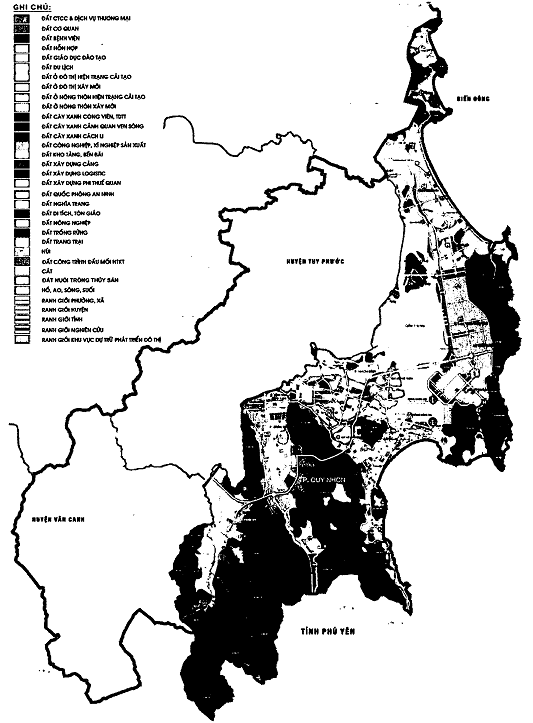 GHI CHÚ:
ĐẤT CTCC & DỊCH VỤ THƯƠNG MẠI
ĐẤT CƠ QUAN
ĐẤT BỆNH VIỆN
ĐẤT HỖN HỢP
ĐẤT GIÁO DỤC ĐÀO TẠO
ĐẤT DU LỊCH
ĐẤT Ở ĐÔ THỊ HIỆN TRẠNG CẢI TẠO
ĐẤT Ở ĐÔ THỊ XÂY MỚI
ĐẤT Ở NÔNG THÔN HIỆN TRẠNG CẢI TẠO
ĐẤT Ở NÔNG THÔN XÂY MỚI
ĐẤT CÂY XANH CÔNG VIÊN, TDTT
ĐẤT CÂY XANH CẢNH QUAN VEN SÔNG
ĐẤT CÂY XANH CÁCH LI
ĐẤT CÔNG NGHIỆP, XÍ NGHIỆP SẢN XUẤT
ĐẤT KHO TÀNG, BẾN BÃI
ĐẤT XÂY DỰNG CẢNG
ĐẤT XÂY DỰNG LOGISTIC
ĐẤT XÂY DỰNG PHI THUẾ QUAN
ĐẤT QUỐC PHÒNG AN NINH
ĐẤT NGHĨA TRANG
ĐẤT DI TÍCH, TÔN GIÁO
ĐẤT NÔNG NGHIỆP
ĐẤT TRỒNG RỪNG
ĐẤT TRANG TRẠI
NÚI
ĐẤT CÔNG TRÌNH ĐẦU MỐI HTKT
CÁT
ĐẤT NUÔI TRỒNG THỦY SẢN
HỒ, AO, SÔNG, SUỐI
RANH GIỚI PHƯỜNG, XÃ
RANH GIỚI HUYỆN
RANH GIỚI TỈNH
RANH GIỚI NGHIÊN CỨU
RANH GIỚI KHU VỰC DỰ TRỮ PHÁT TRIỂN ĐÔ THỊ
BIỂN ĐÔNG
HUYỆN TUY PHƯỚC
TP. QUY NHƠN
HUYỆN VÂN CANH
TỈNH PHÚ YÊN